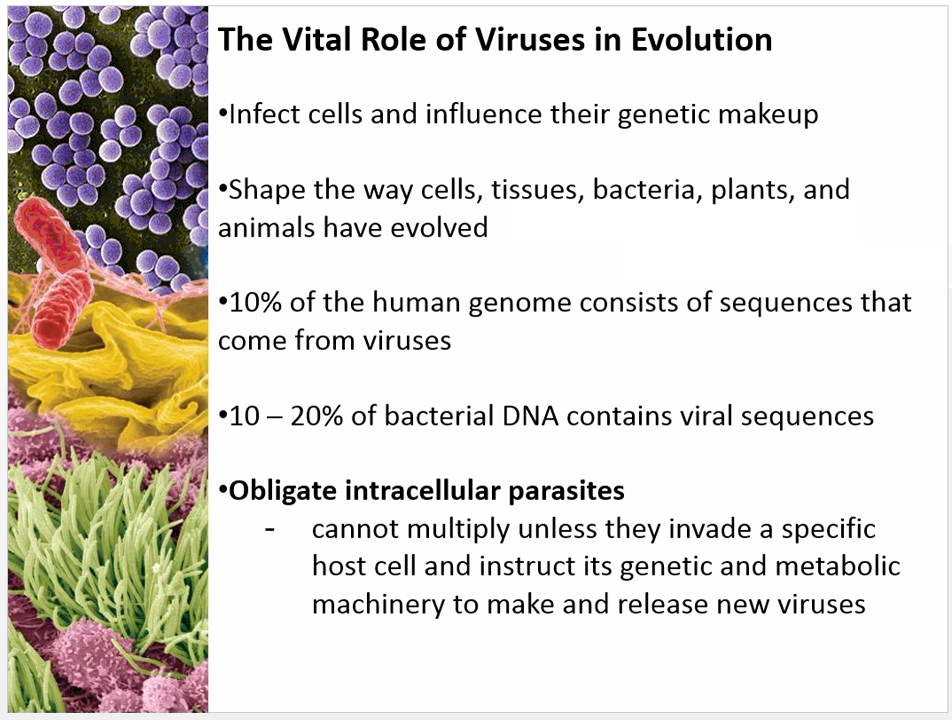 The Vital Role of Viruses in Evolution
•Infect cells and influence their genetic makeup
•Shape the way cells, tissues, bacteria, plants, and
animals have evolved
•10% of the human genome consists of sequences that
come from viruses
•10 – 20% of bacterial DNA contains viral sequences
•Obligate intracellular parasites
- cannot multiply unless they invade a specific
host cell and instruct its genetic and metabolic
machinery to make and release new viruses